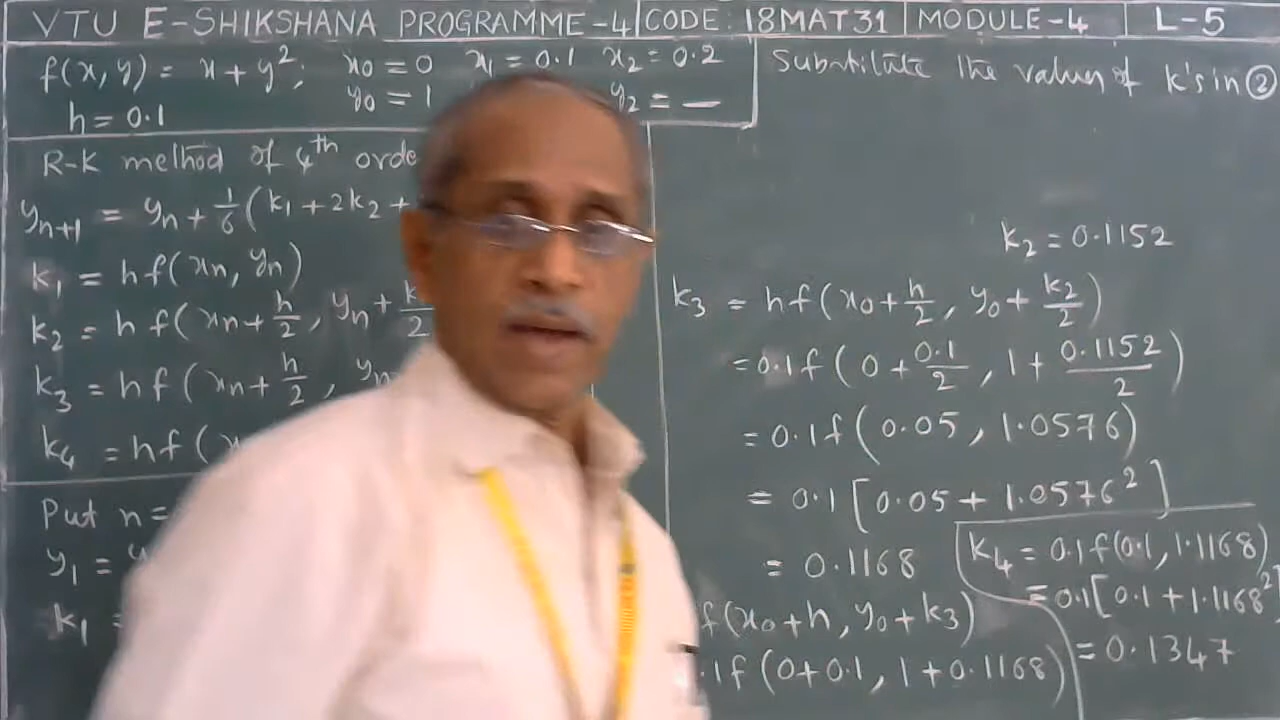 VTU E-SHIKSHANA PROGRAMME-4 CODE: 18MAT31 MODULE-4 L-5
f(x, y) = x + y²; x₀ = 0 x₁ = 0.1 x₂ = 0.2
y₀ = 1 y₂ = —
h = 0.1
R-K method of 4th orde
yₙ₊₁ = yₙ + 1/6 (k₁ + 2k₂ +
k₁ = hf(xₙ, yₙ)
k₂ = hf(xₙ + h/2, yₙ + k/2
k₃ = hf(xₙ + h/2, yₙ
k₄ = hf(x
Put n =
y₁ =
k₁ =
Substitute the values of k's in ②
k₂ = 0.1152
k₃ = hf(x₀ + h/2, y₀ + k₂/2)
= 0.1f(0 + 0.1/2, 1 + 0.1152/2)
= 0.1f(0.05, 1.0576)
= 0.1[0.05 + 1.0576²]
= 0.1168
f(x₀ + h, y₀ + k₃)
.1f(0+0.1, 1+0.1168)
k₄ = 0.1f(0.1, 1.1168)
= 0.1[0.1 + 1.1168²]
= 0.1347